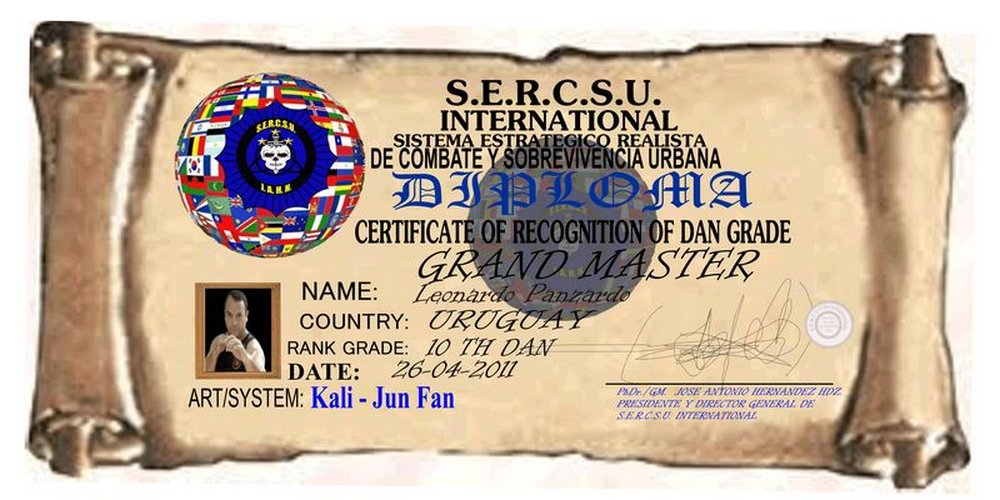 S.E.R.C.S.U.
INTERNATIONAL
SISTEMA ESTRATEGICO REALISTA
DE COMBATE Y SOBREVIVENCIA URBANA
DIPLOMA
CERTIFICATE OF RECOGNITION OF DAN GRADE
GRAND MASTER
NAME: Leonardo Panzardo
COUNTRY: URUGUAY
RANK GRADE: 10 TH DAN
DATE: 26-04-2011
ART/SYSTEM: Kali - Jun Fan
S.E.R.C.S.U.
I.A.H.H.
PhDr./GM. JOSE ANTONIO HERNANDEZ HDZ.
PRESIDENTE Y DIRECTOR GENERAL DE
S.E.R.C.S.U. INTERNATIONAL